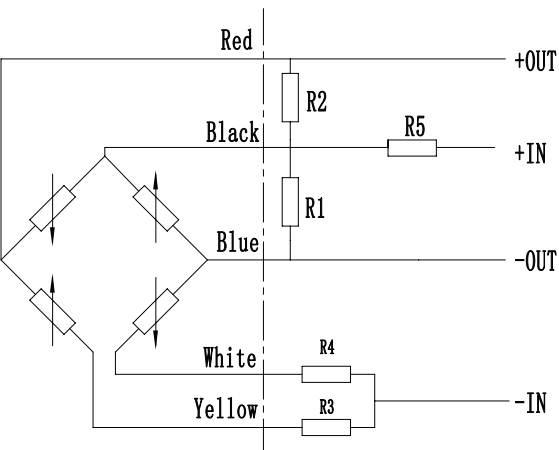 Red
+OUT
R2
Black
R5
+IN
R1
Blue
-OUT
R4
White
-IN
R3
Yellow